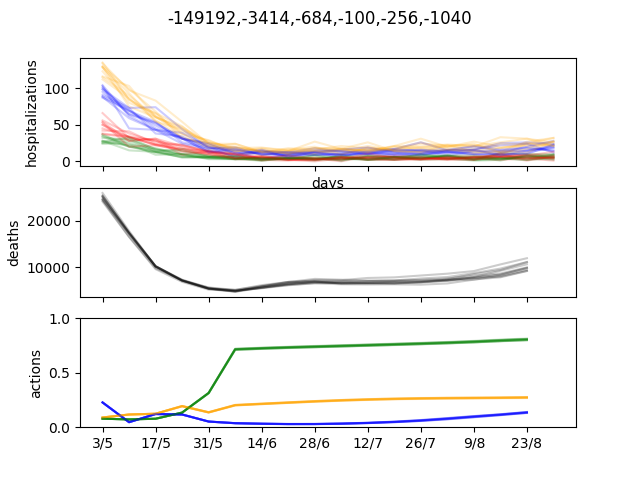 -149192,-3414,-684,-100,-256,-1040
hospitalizations
100
50
0
days
deaths
20000
10000
actions
1.0
0.5
0.0
3/5 17/5 31/5 14/6 28/6 12/7 26/7 9/8 23/8